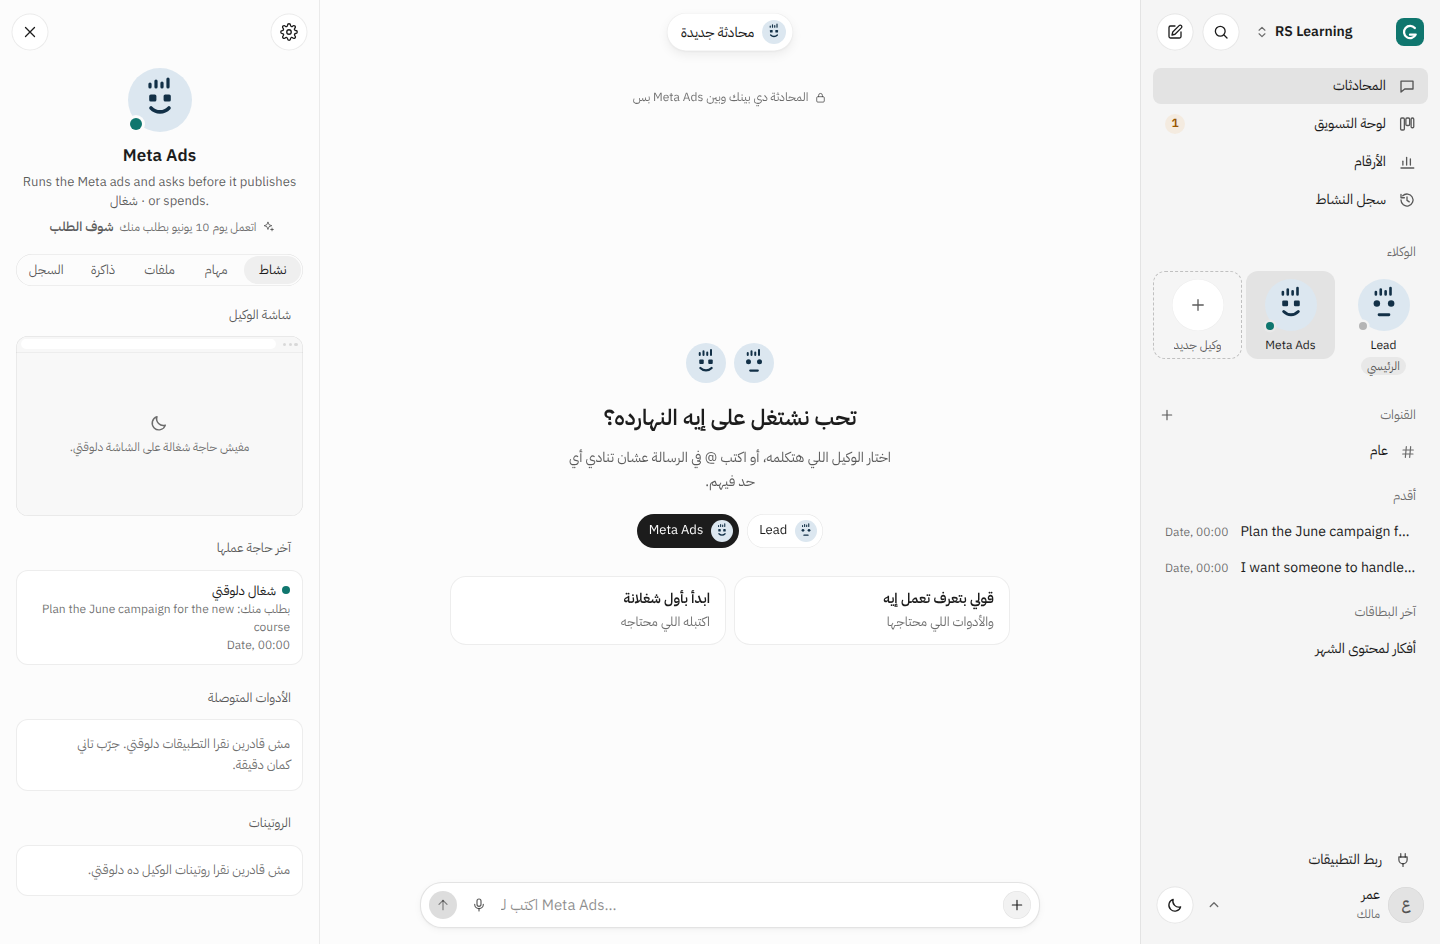 RS Learning
المحادثات
لوحة التسويق
1
الأرقام
سجل النشاط
الوكلاء
Lead
الرئيسي
Meta Ads
وكيل جديد
القنوات
عام
أقدم
Plan the June campaign f...
Date, 00:00
I want someone to handle...
Date, 00:00
آخر البطاقات
أفكار لمحتوى الشهر
ربط التطبيقات
ع
عمر
مالك
محادثة جديدة
المحادثة دي بينك وبين Meta Ads بس
تحب نشتغل على إيه النهارده؟
اختار الوكيل اللي هتكلمه، أو اكتب @ في الرسالة عشان تنادي أي
حد فيهم.
Lead
Meta Ads
قولي بتعرف تعمل إيه
والأدوات اللي محتاجها
ابدأ بأول شغلانة
اكتبله اللي محتاجه
اكتب لـ Meta Ads...
Meta Ads
Runs the Meta ads and asks before it publishes
or spends. · شغال
اتعمل يوم 10 يونيو بطلب منك شوف الطلب
نشاط
مهام
ملفات
ذاكرة
السجل
شاشة الوكيل
مفيش حاجة شغالة على الشاشة دلوقتي.
آخر حاجة عملها
شغال دلوقتي
بطلب منك: Plan the June campaign for the new
course
Date, 00:00
الأدوات المتوصلة
مش قادرين نقرا التطبيقات دلوقتي. جرّب تاني
كمان دقيقة.
الروتينات
مش قادرين نقرا روتينات الوكيل ده دلوقتي.